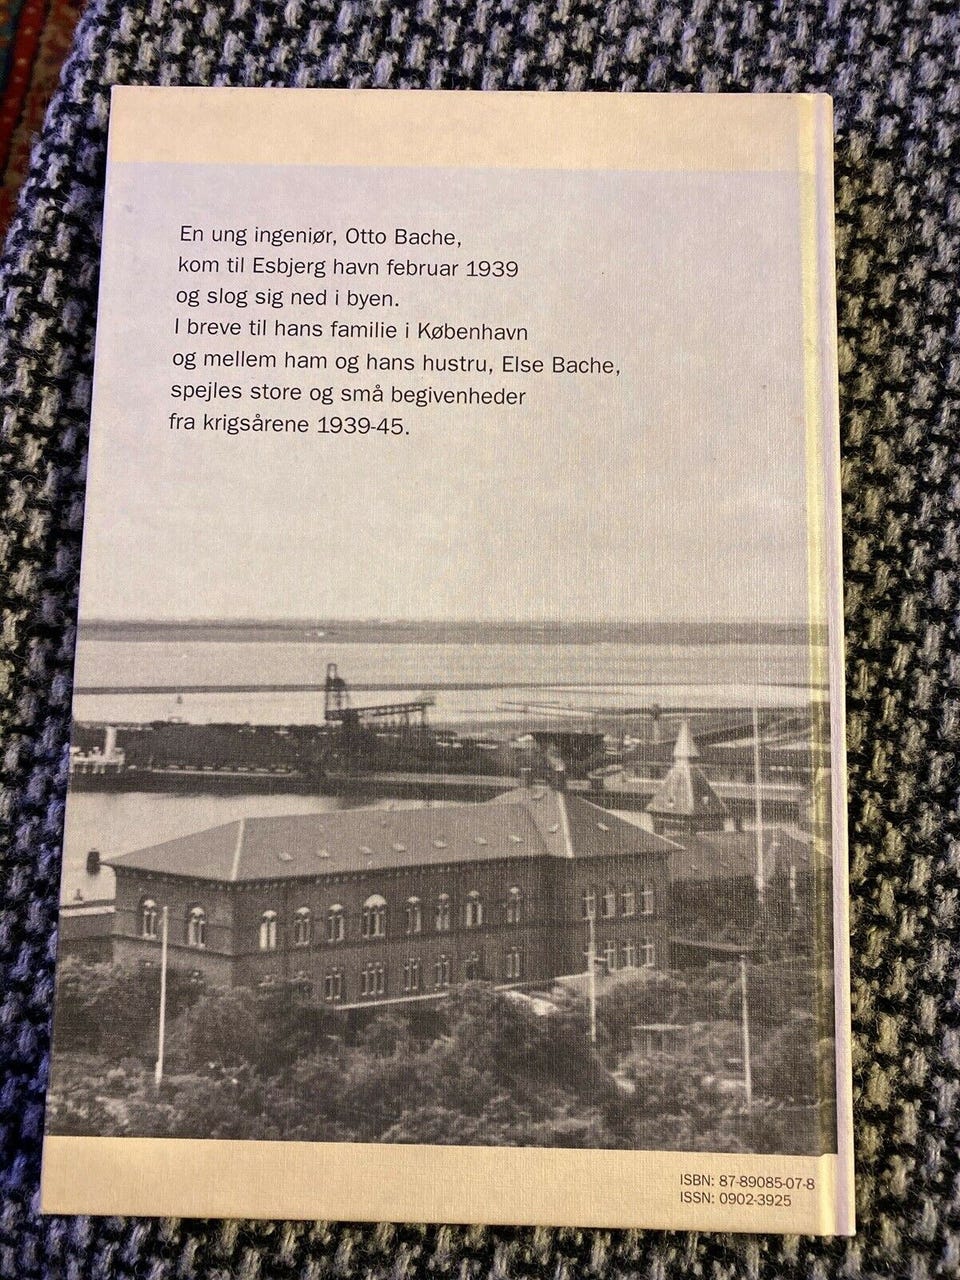 En ung ingeniør, Otto Bache,
kom til Esbjerg havn februar 1939
og slog sig ned i byen.
I breve til hans familie i København
og mellem ham og hans hustru, Else Bache,
spejles store og små begivenheder
fra krigsårene 1939-45.
ISBN: 87-89085-07-8
ISSN: 0902-3925